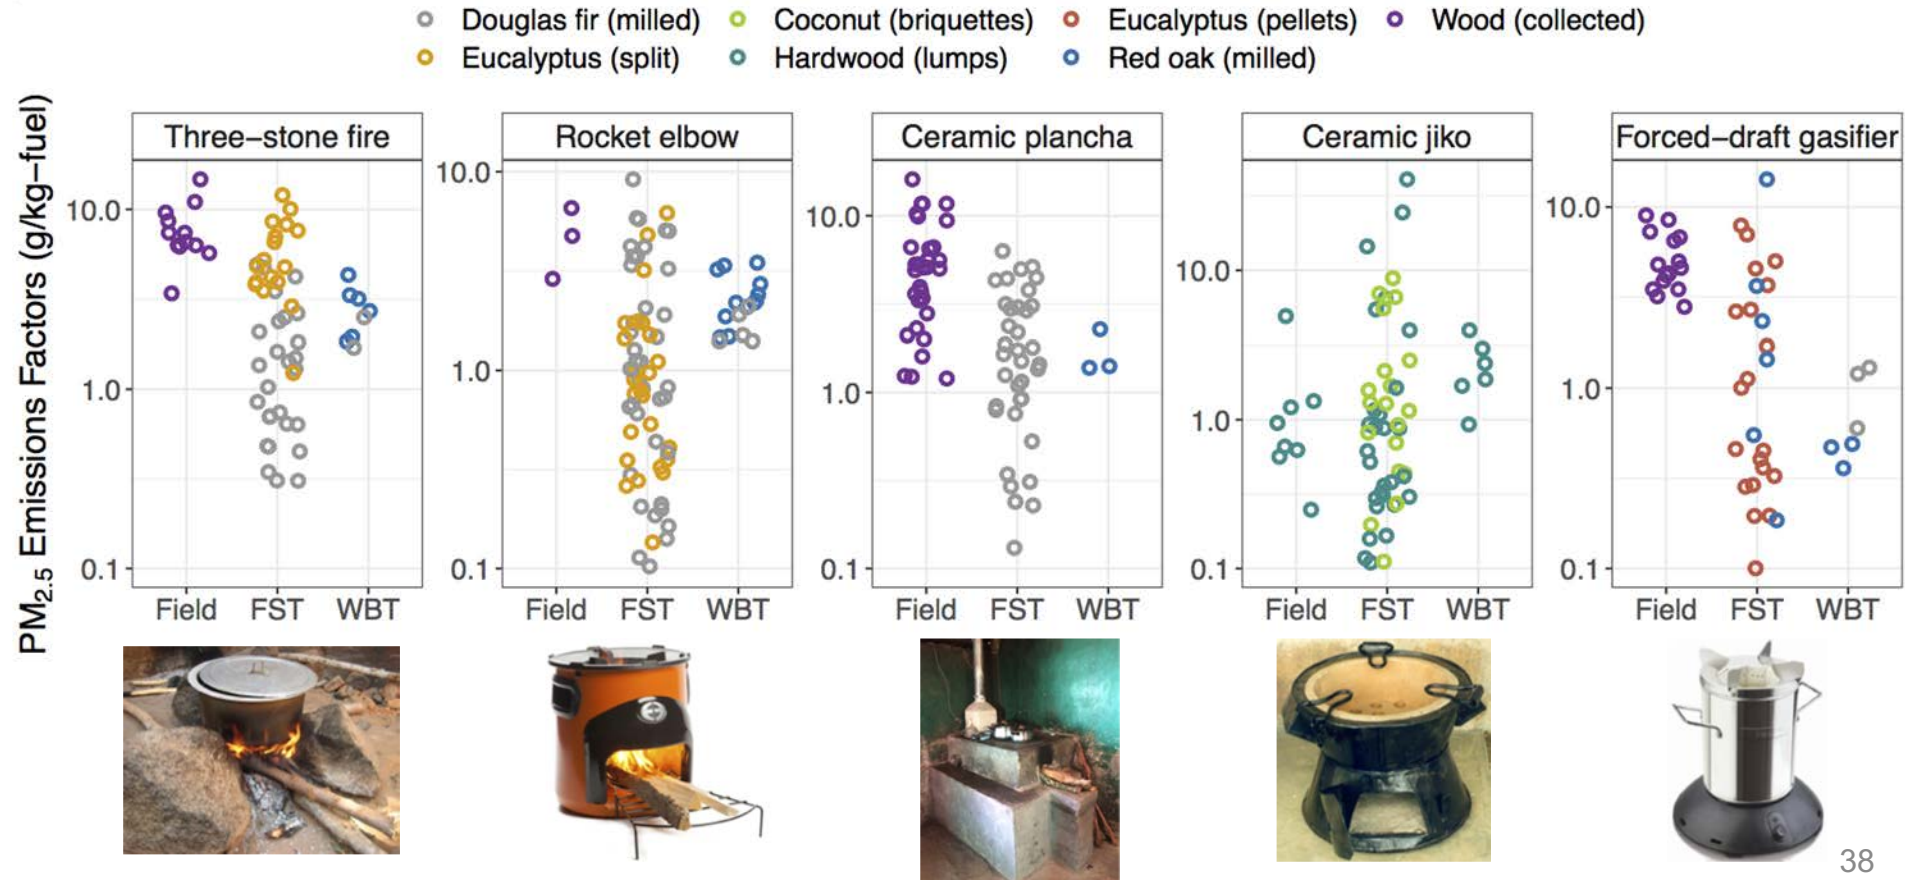 Douglas fir (milled) Coconut (briquettes) Eucalyptus (pellets) Wood (collected)
Eucalyptus (split) Hardwood (lumps) Red oak (milled)
PM2.5 Emissions Factors (g/kg−fuel)
Three−stone fire
10.0
1.0
0.1
Field FST WBT
Rocket elbow
10.0
1.0
0.1
Field FST WBT
Ceramic plancha
10.0
1.0
0.1
Field FST WBT
Ceramic jiko
10.0
1.0
0.1
Field FST WBT
Forced−draft gasifier
10.0
1.0
0.1
Field FST WBT
38